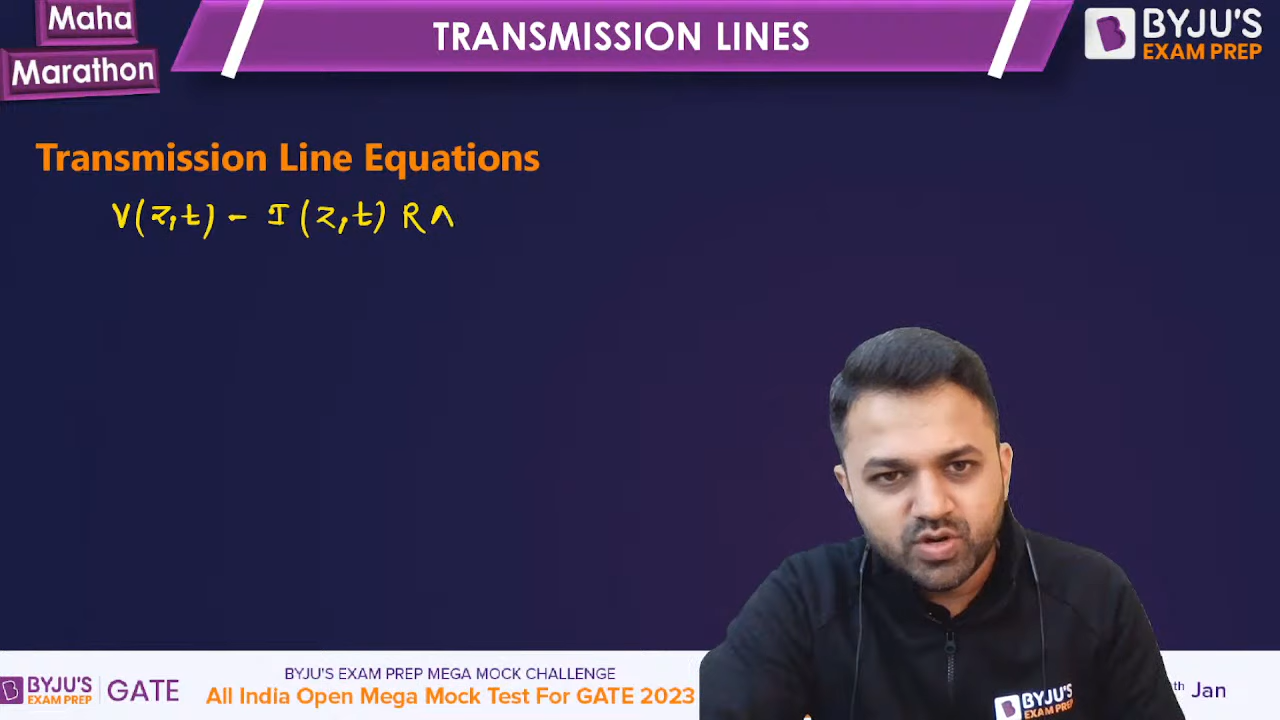 Maha
Marathon
TRANSMISSION LINES
BYJU'S
EXAM PREP
Transmission Line Equations
V(z,t) - I(z,t) R
BYJU'S
EXAM PREP
GATE
BYJU'S EXAM PREP MEGA MOCK CHALLENGE
All India Open Mega Mock Test For GATE 2023
BYJU'S
EXAM PREP
th Jan